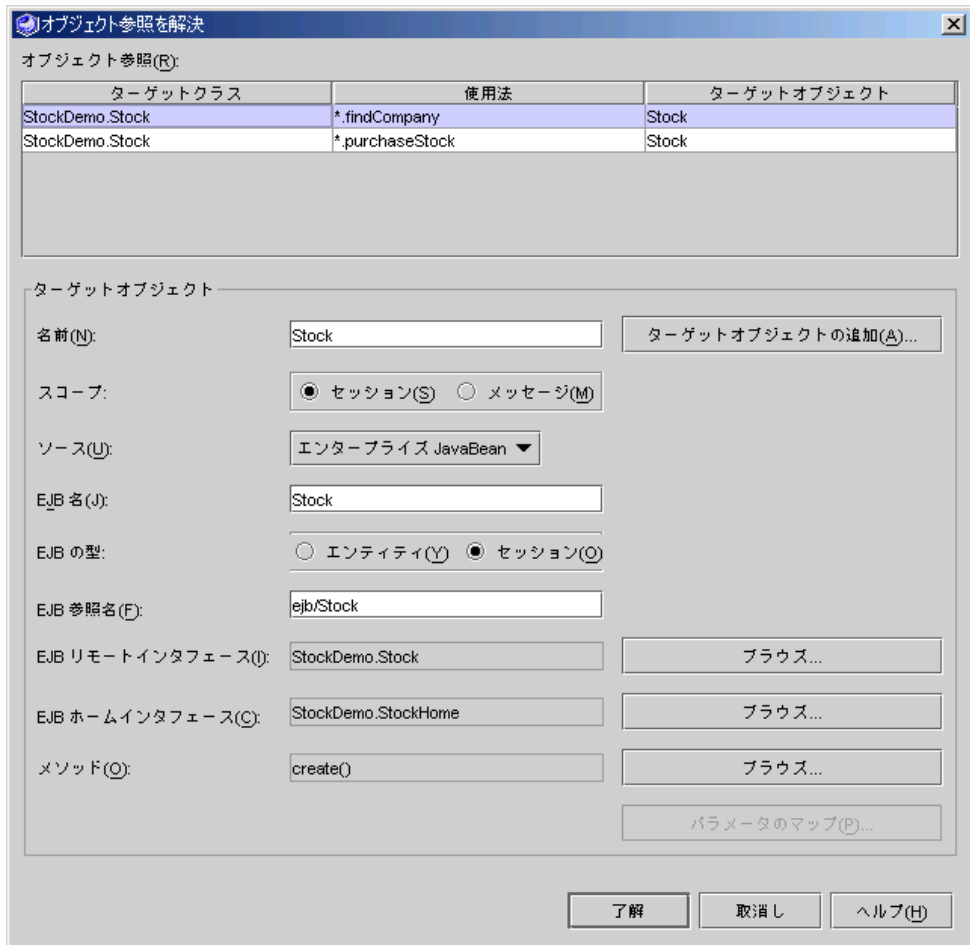 オブジェクト参照を解決
オブジェクト参照(R):
ターゲットクラス 使用法 ターゲットオブジェクト
StockDemo.Stock *.findCompany Stock
StockDemo.Stock *.purchaseStock Stock
ターゲットオブジェクト
名前(N): Stock ターゲットオブジェクトの追加(A)...
スコープ: セッション(S) メッセージ(M)
ソース(U): エンタープライズ JavaBean
EJB 名(J): Stock
EJB の型: エンティティ(Y) セッション(O)
EJB 参照名(F): ejb/Stock
EJB リモートインタフェース(I): StockDemo.Stock ブラウズ...
EJB ホームインタフェース(C): StockDemo.StockHome ブラウズ...
メソッド(O): create() ブラウズ...
パラメータのマップ(P)...
了解 取消し ヘルプ(H)